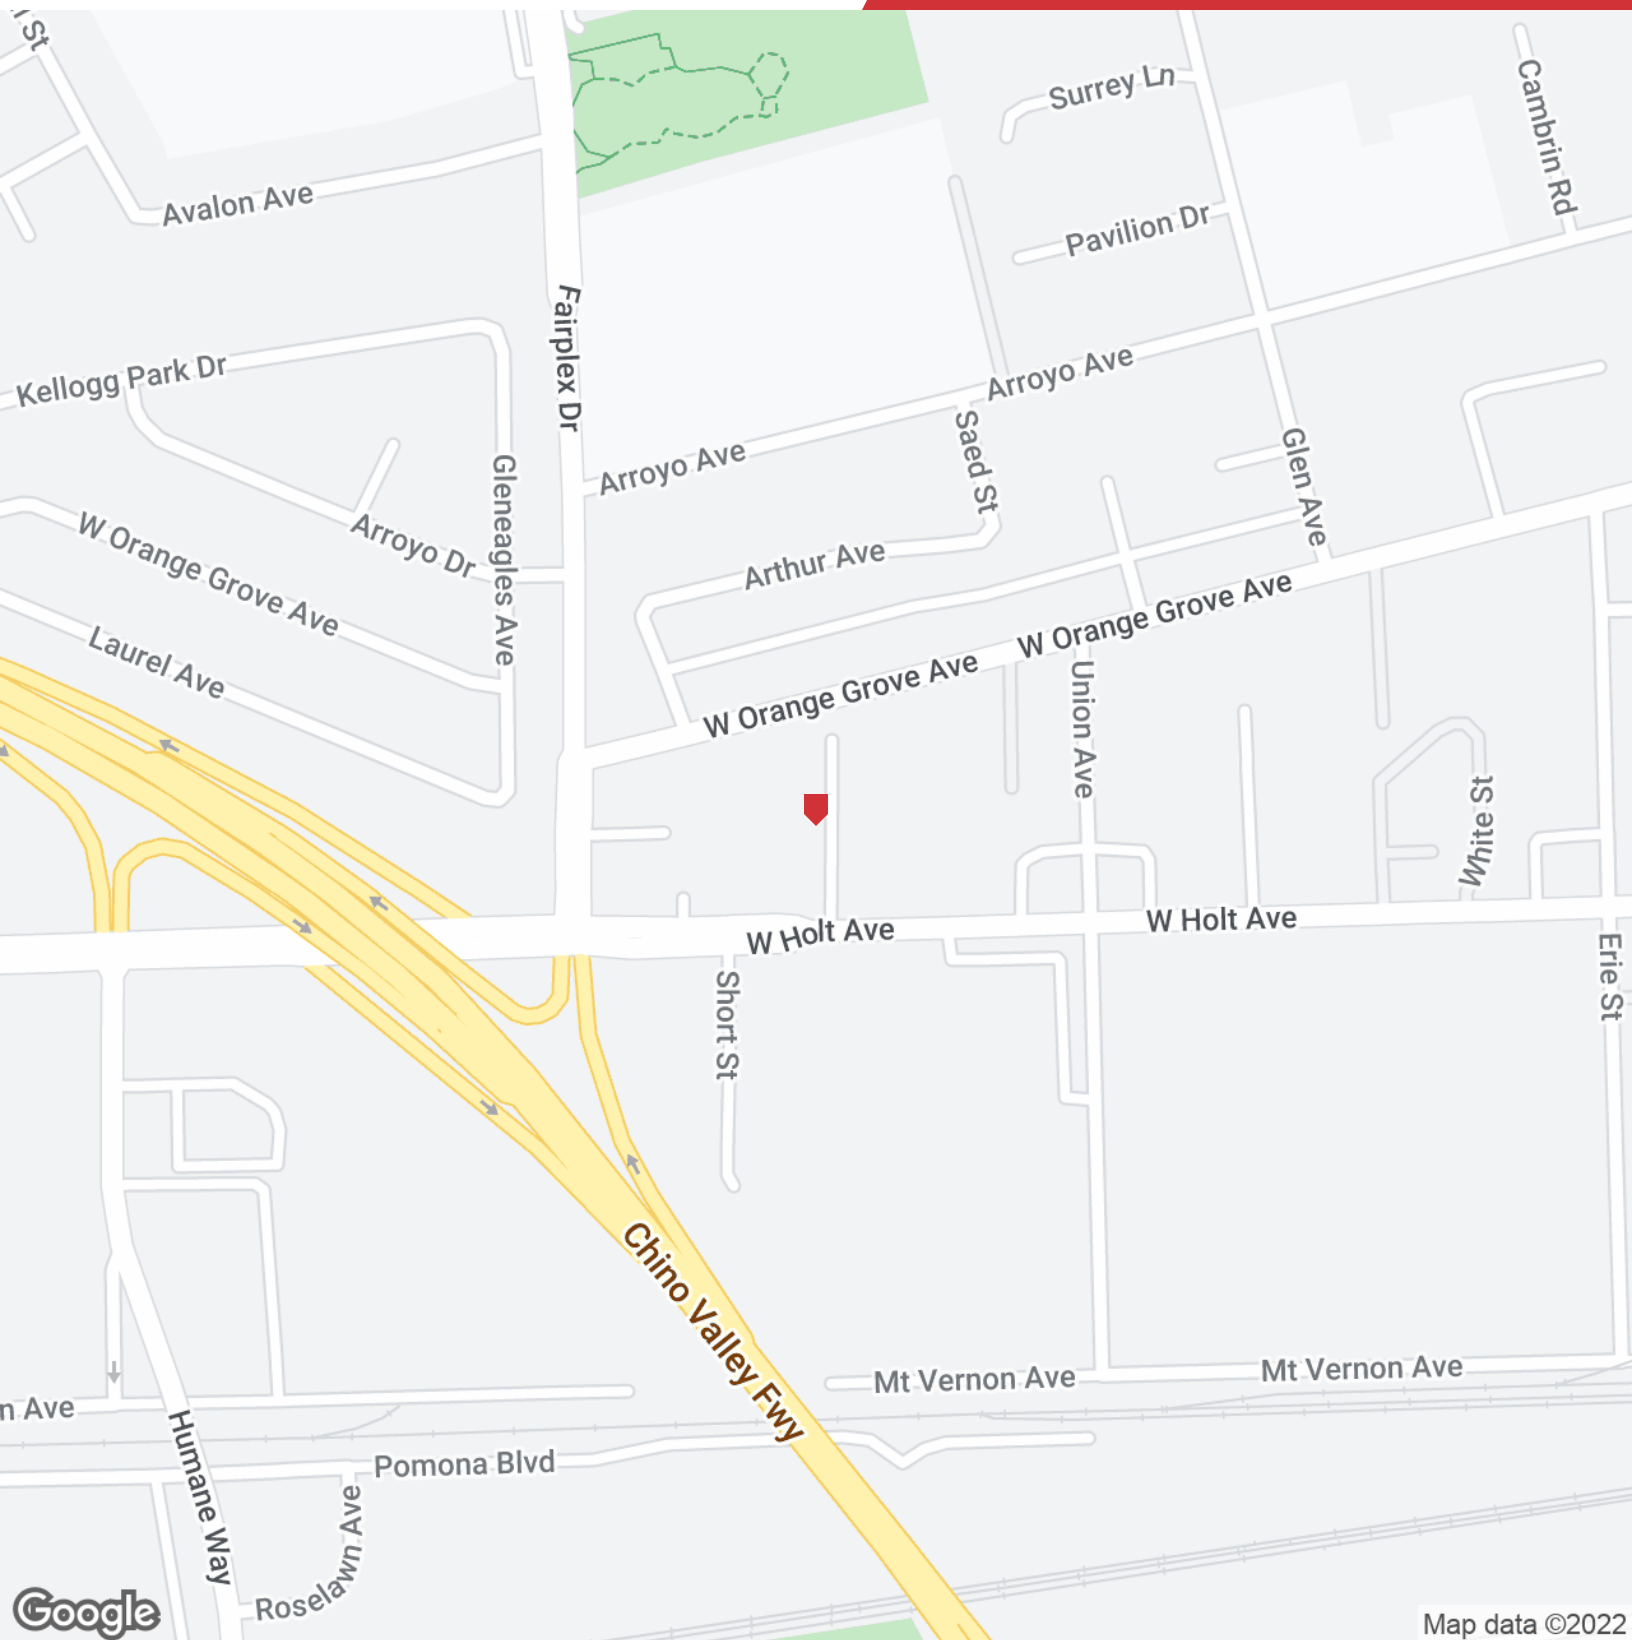 St
Surrey Ln
Cambrin Rd
Avalon Ave
Pavilion Dr
Fairplex Dr
Kellogg Park Dr
Arroyo Ave
Arroyo Ave
Saed St
Glen Ave
Gleneagles Ave
W Orange Grove Ave
Arroyo Dr
Arthur Ave
W Orange Grove Ave
Laurel Ave
W Orange Grove Ave
Union Ave
White St
W Holt Ave
W Holt Ave
Erie St
Short St
Chino Valley Fwy
Mt Vernon Ave
Mt Vernon Ave
n Ave
Humane Way
Pomona Blvd
Roselawn Ave
Google
Map data ©2022